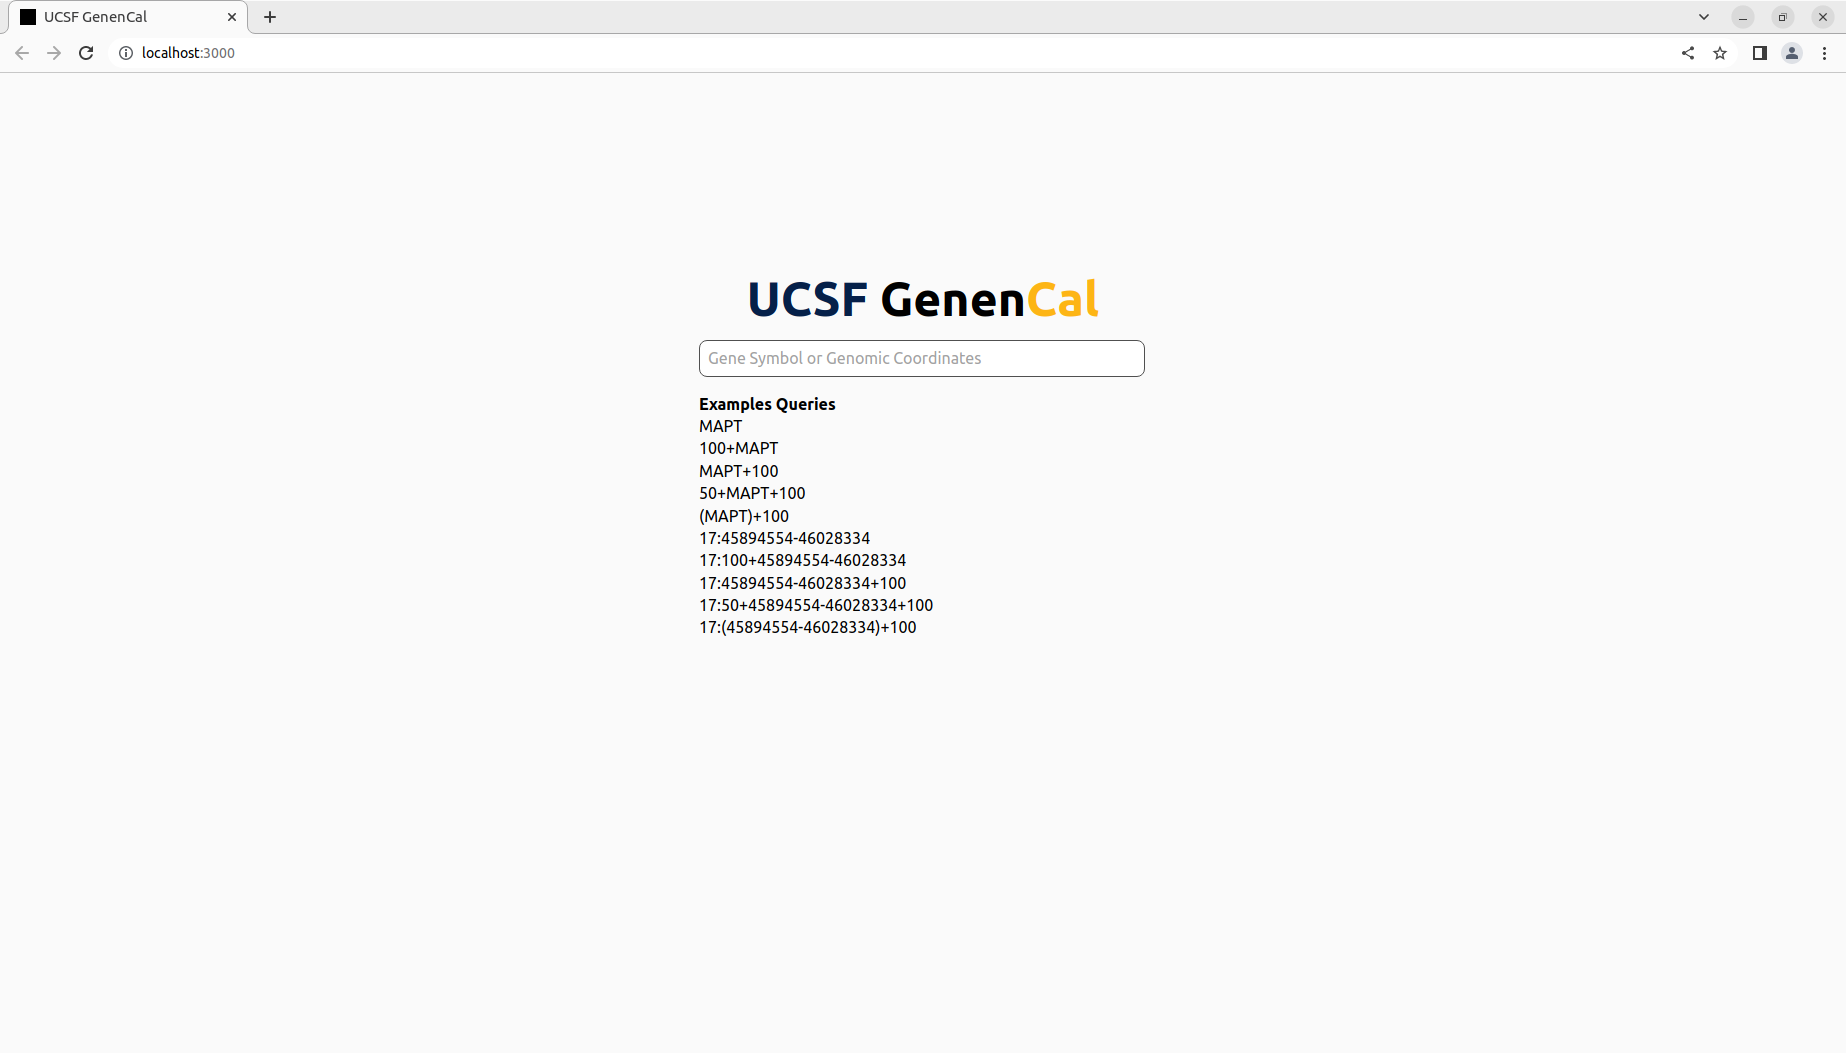 UCSF GenenCal
localhost:3000
UCSF GenenCal
Gene Symbol or Genomic Coordinates
Examples Queries
MAPT
100+MAPT
MAPT+100
50+MAPT+100
(MAPT)+100
17:45894554-46028334
17:100+45894554-46028334
17:45894554-46028334+100
17:50+45894554-46028334+100
17:(45894554-46028334)+100